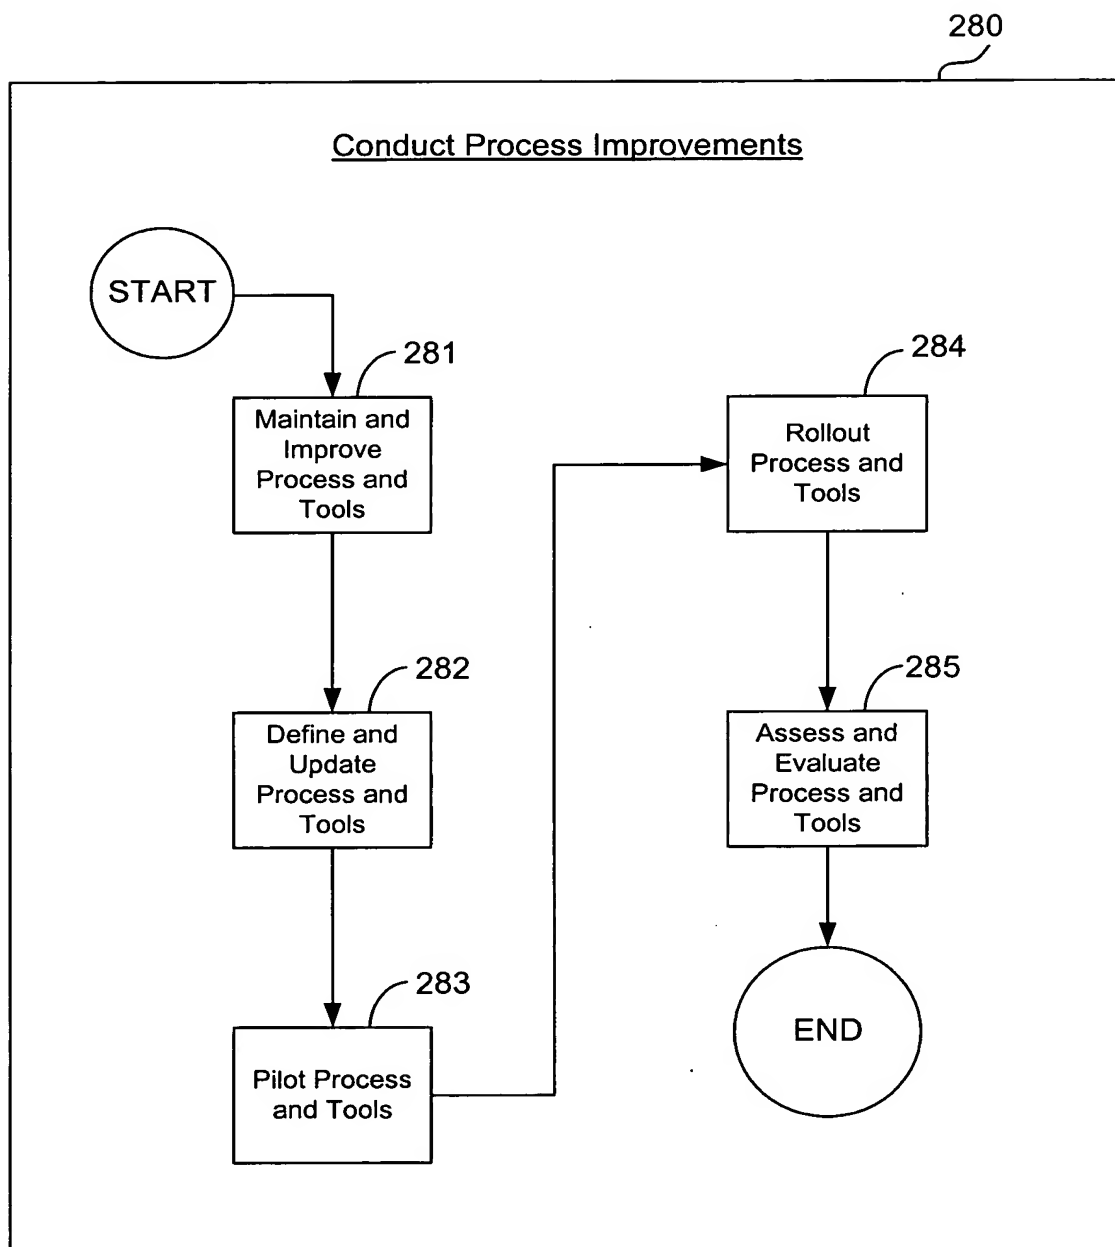 280
Conduct Process Improvements
START
281
Maintain and
Improve
Process and
Tools
282
Define and
Update
Process and
Tools
283
Pilot Process
and Tools
284
Rollout
Process and
Tools
285
Assess and
Evaluate
Process and
Tools
END